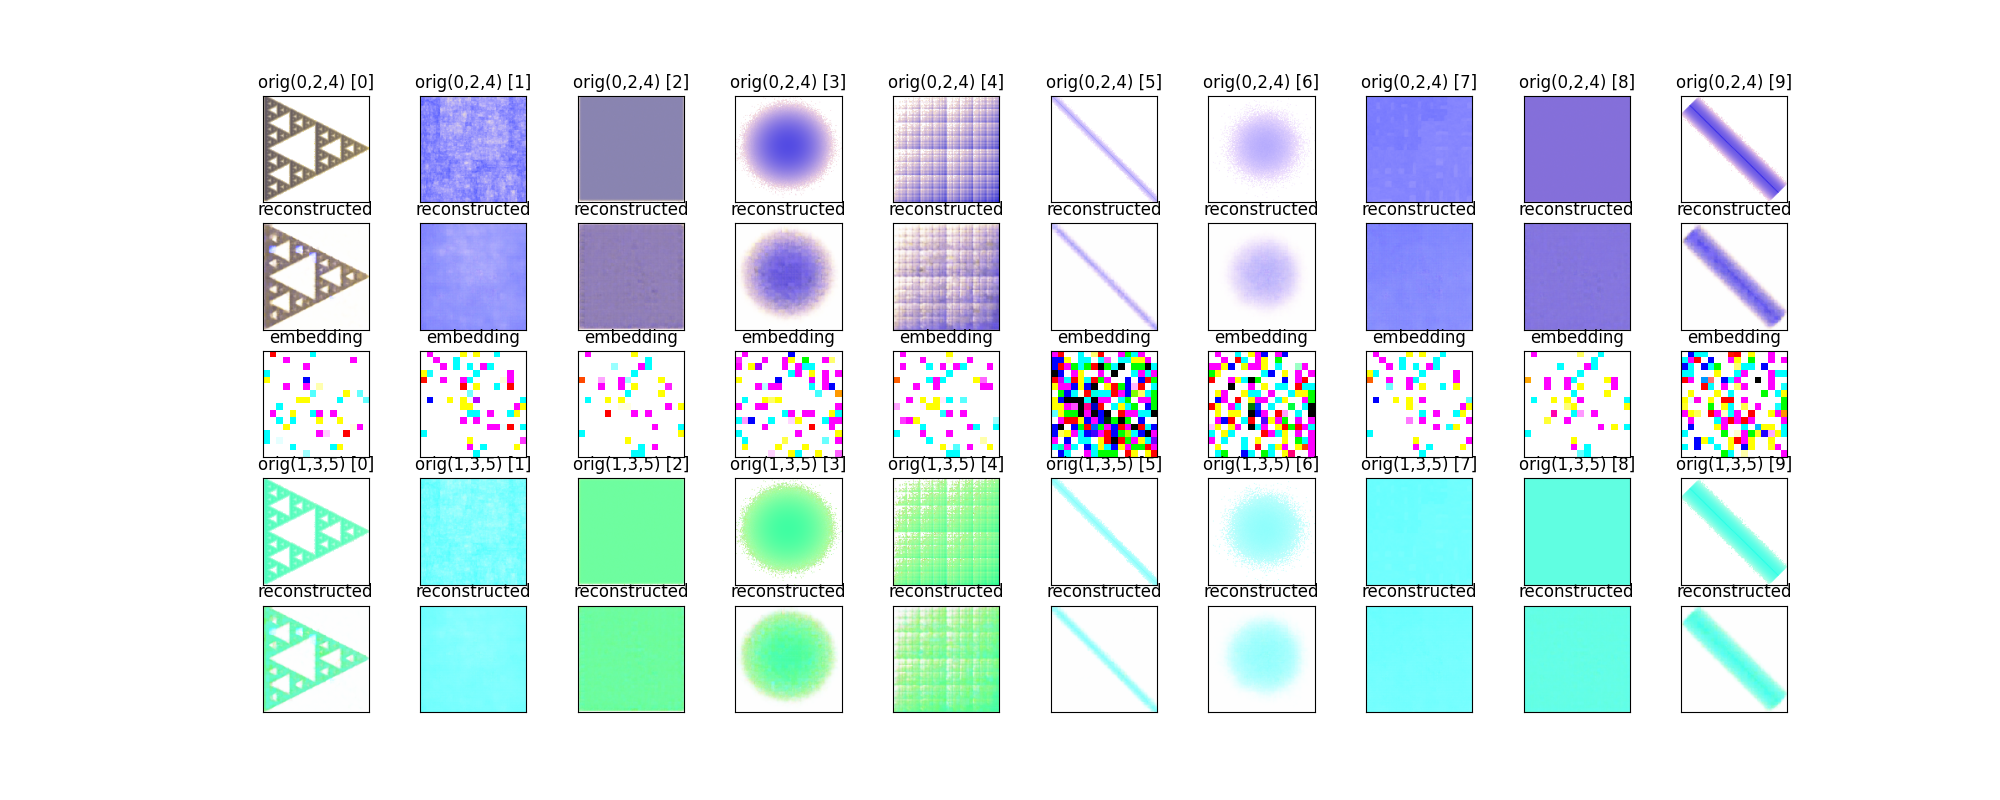 orig(0,2,4) [0] orig(0,2,4) [1] orig(0,2,4) [2] orig(0,2,4) [3] orig(0,2,4) [4] orig(0,2,4) [5] orig(0,2,4) [6] orig(0,2,4) [7] orig(0,2,4) [8] orig(0,2,4) [9]
reconstructed reconstructed reconstructed reconstructed reconstructed reconstructed reconstructed reconstructed reconstructed reconstructed
embedding embedding embedding embedding embedding embedding embedding embedding embedding embedding
orig(1,3,5) [0] orig(1,3,5) [1] orig(1,3,5) [2] orig(1,3,5) [3] orig(1,3,5) [4] orig(1,3,5) [5] orig(1,3,5) [6] orig(1,3,5) [7] orig(1,3,5) [8] orig(1,3,5) [9]
reconstructed reconstructed reconstructed reconstructed reconstructed reconstructed reconstructed reconstructed reconstructed reconstructed